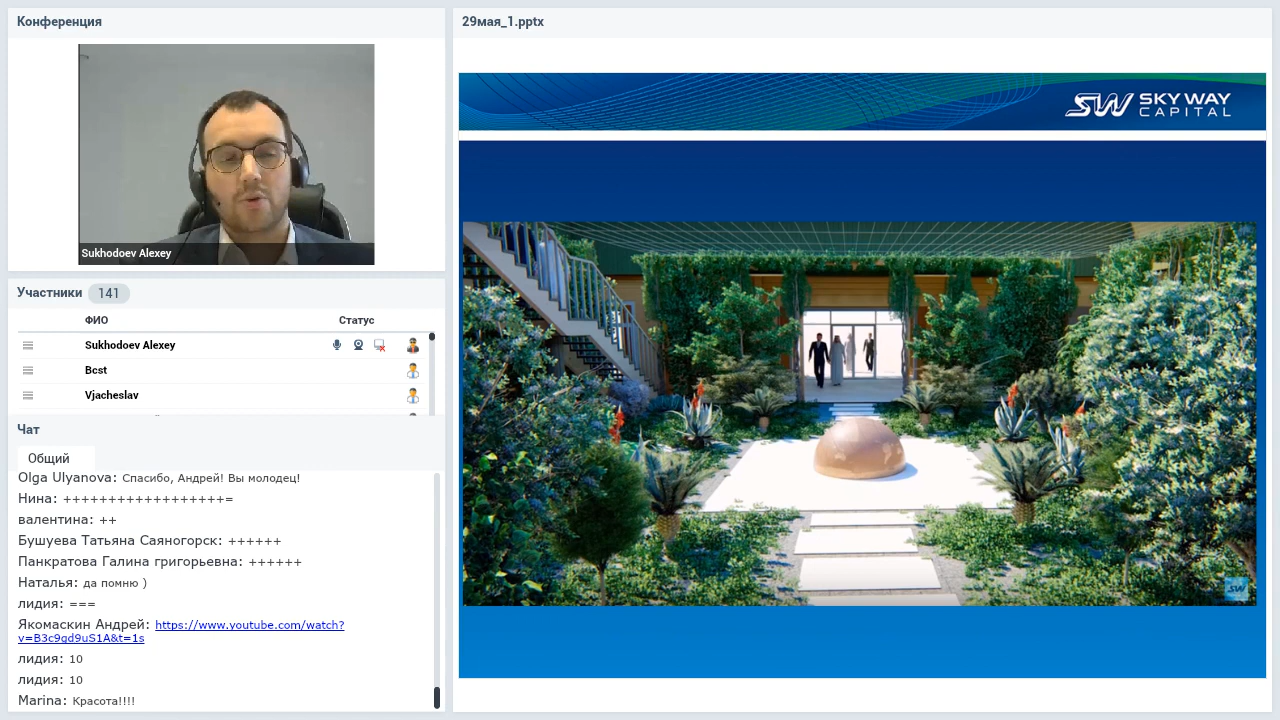 Конференция
Sukhodoev Alexey
Участники 141
ФИО Статус
Sukhodoev Alexey
Bcst
Vjacheslav
Чат
Общий
Olga Ulyanova: Спасибо, Андрей! Вы молодец!
Нина: ++++++++++++++++++=
валентина: ++
Бушуева Татьяна Саяногорск: ++++++
Панкратова Галина григорьевна: ++++++
Наталья: да помню )
лидия: ===
Якомаскин Андрей: https://www.youtube.com/watch?
v=B3c9gd9uS1A&t=1s
лидия: 10
лидия: 10
Marina: Красота!!!!
29мая_1.pptx
SW SKY WAY
CAPITAL
SW